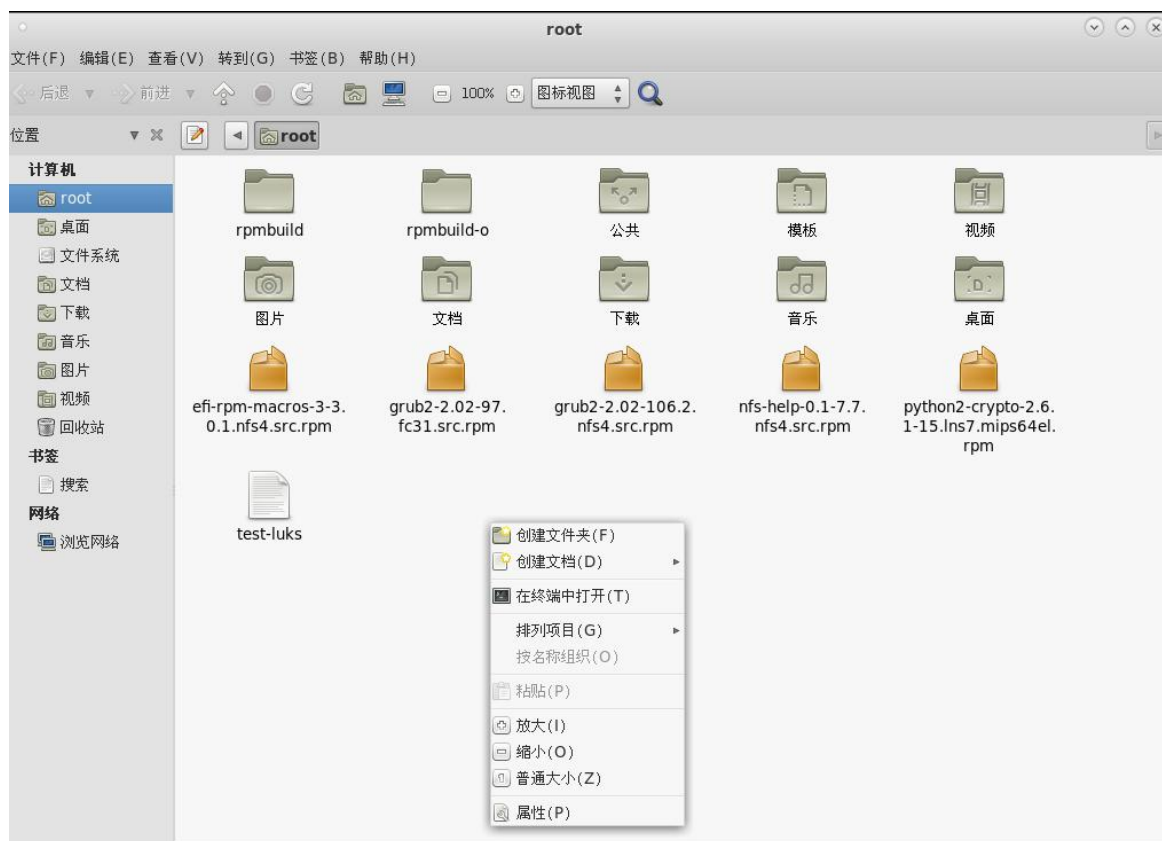 root
文件(F) 编辑(E) 查看(V) 转到(G) 书签(B) 帮助(H)
后退 前进 100% 图标视图
位置 root
计算机
root
桌面
文件系统
文档
下载
音乐
图片
视频
回收站
书签
搜索
网络
浏览网络
rpmbuild rpmbuild-o 公共 模板 视频
图片 文档 下载 音乐 桌面
efi-rpm-macros-3-3. grub2-2.02-97. grub2-2.02-106.2. nfs-help-0.1-7.7. python2-crypto-2.6.
0.1.nfs4.src.rpm fc31.src.rpm nfs4.src.rpm nfs7.src.rpm 1-15.lns7.mips64el.
rpm
test-luks
创建文件夹(F)
创建文档(D)
在终端中打开(T)
排列项目(G)
按名称组织(O)
粘贴(P)
放大(I)
缩小(O)
普通大小(Z)
属性(P)